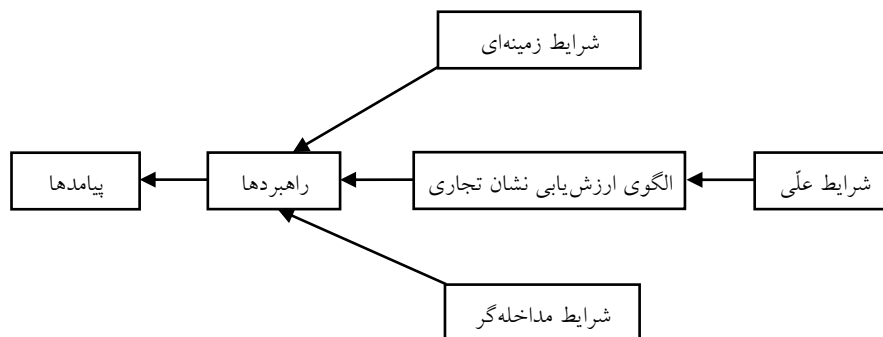 شرایط زمینه‌ای
شرایط علّی
الگوی ارزش‌یابی نشان تجاری
راهبردها
پیامدها
شرایط مداخله‌گر